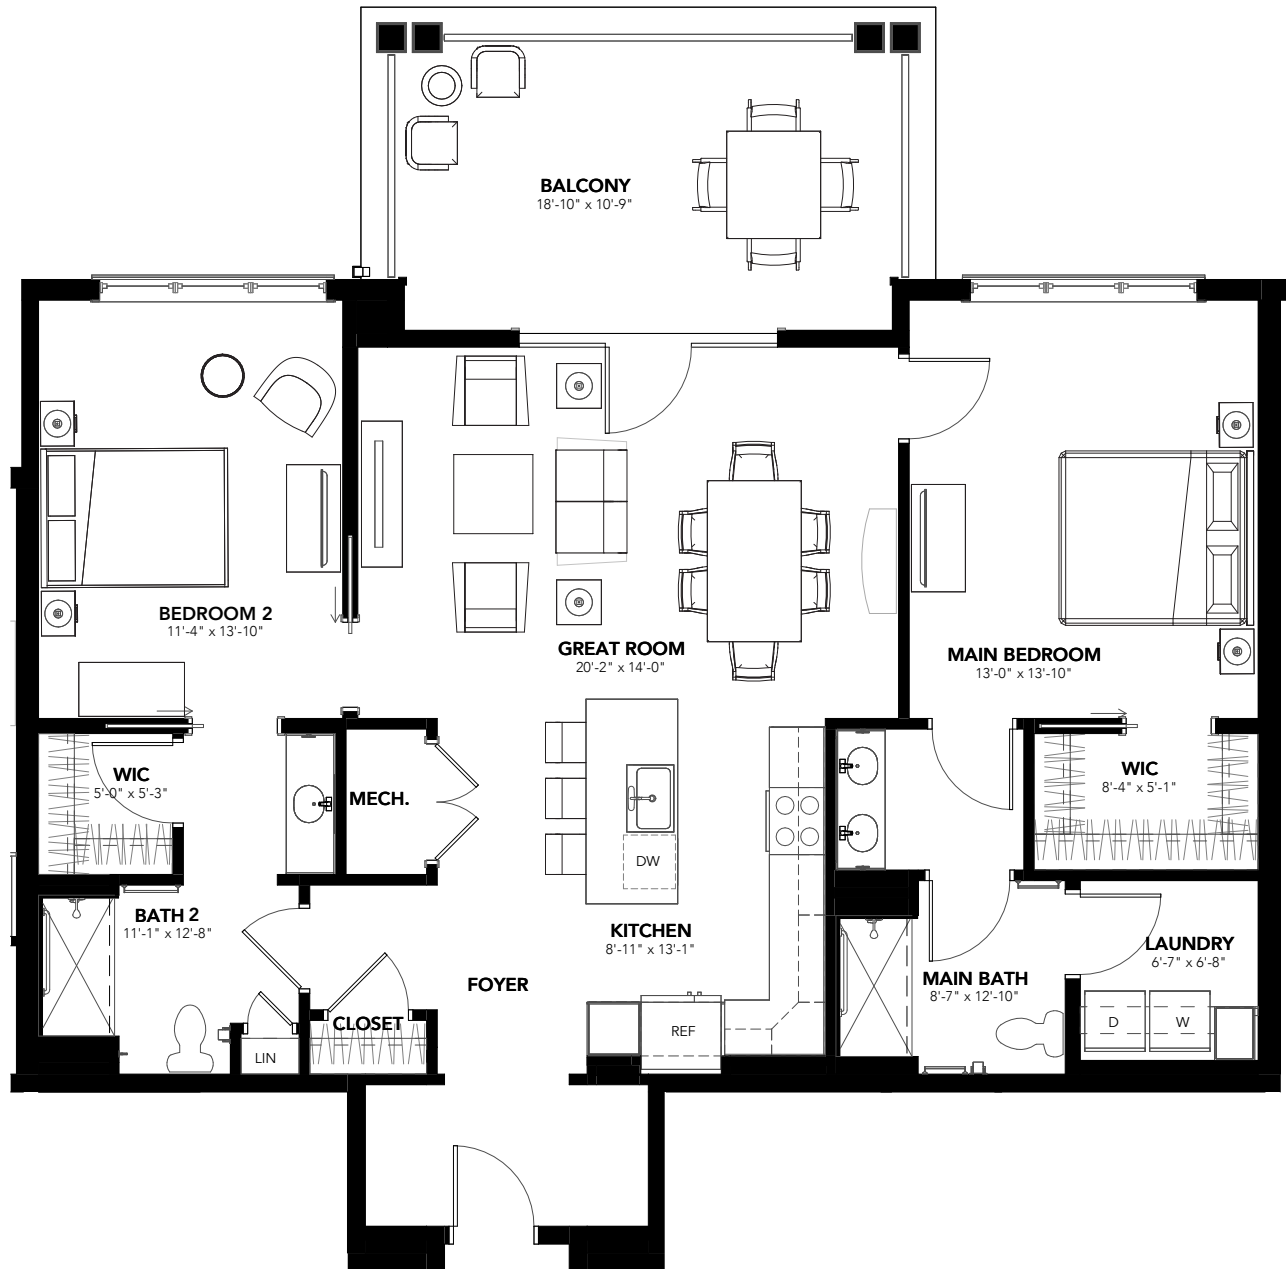 BALCONY
18'-10" x 10'-9"
BEDROOM 2
11'-4" x 13'-10"
GREAT ROOM
20'-2" x 14'-0"
MAIN BEDROOM
13'-0" x 13'-10"
WIC
5'-0" x 5'-3"
MECH.
WIC
8'-4" x 5'-1"
DW
BATH 2
11'-1" x 12'-8"
KITCHEN
8'-11" x 13'-1"
LAUNDRY
6'-7" x 6'-8"
FOYER
MAIN BATH
8'-7" x 12'-10"
CLOSET
REF
D
W
LIN